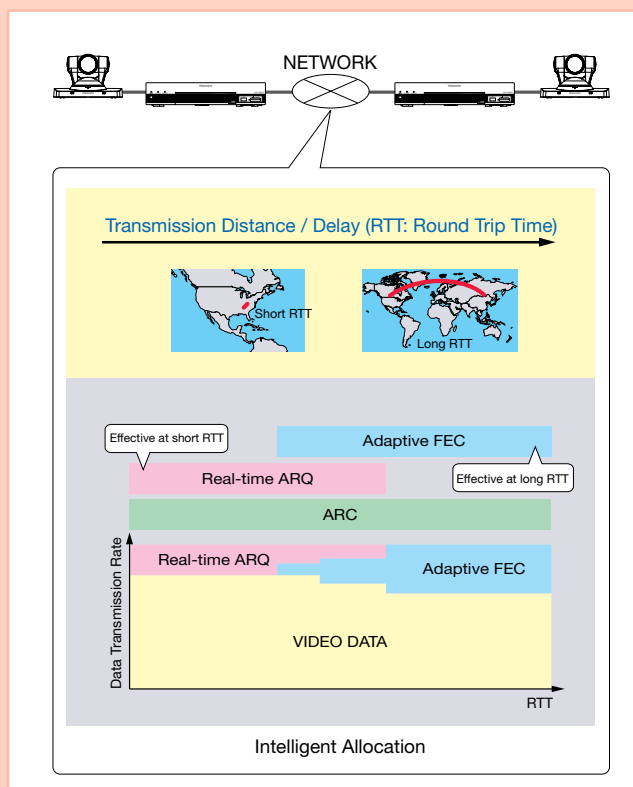 NETWORK
Transmission Distance / Delay (RTT: Round Trip Time)
Short RTT
Long RTT
Effective at short RTT
Adaptive FEC
Real-time ARQ
Effective at long RTT
ARC
Data Transmission Rate
Real-time ARQ
Adaptive FEC
VIDEO DATA
RTT
Intelligent Allocation